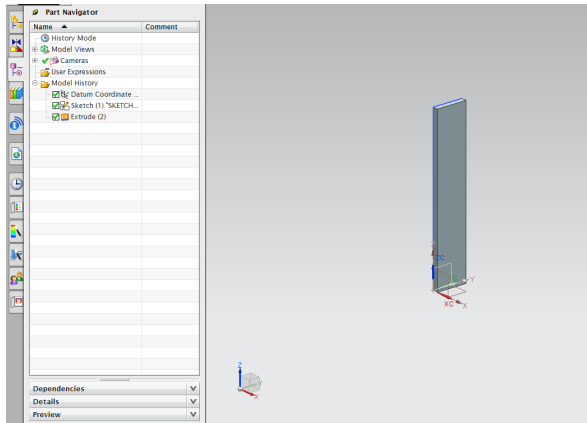 Part Navigator
Name Comment
History Mode
Model Views
Cameras
User Expressions
Model History
Datum Coordinate ...
Sketch (1) "SKETCH...
Extrude (2)
Dependencies
Details
Preview
ZC
Y
XC X
Z
Y
X